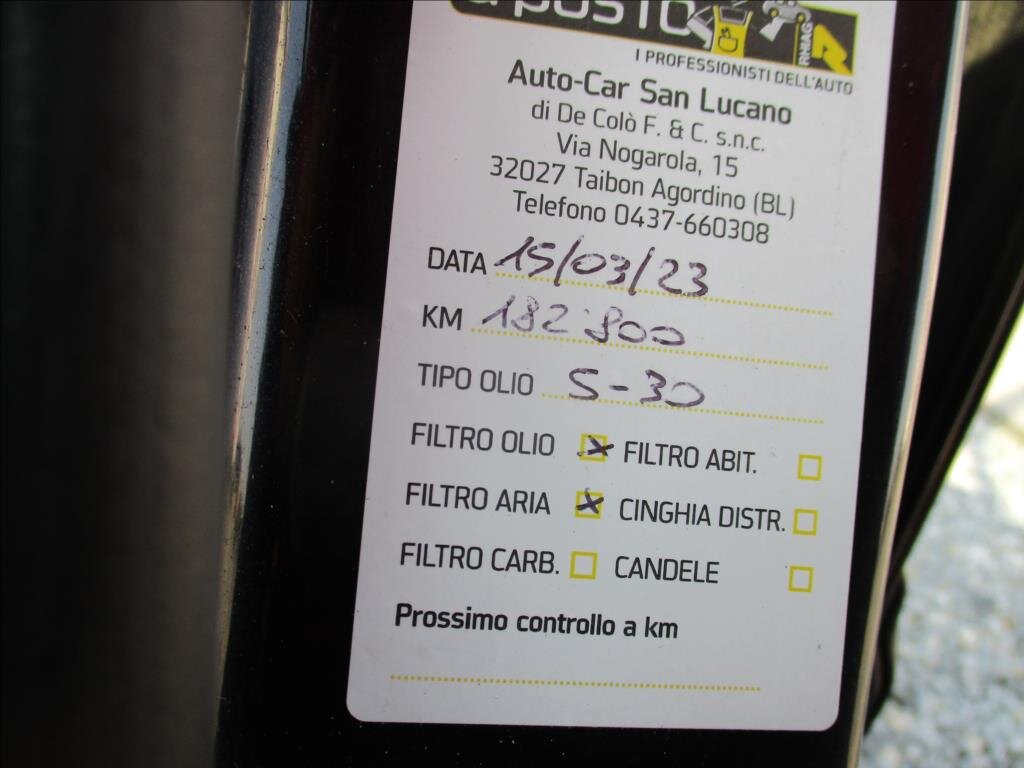 a posto
RHIAG
I PROFESSIONISTI DELL'AUTO
Auto-Car San Lucano
di De Colò F. & C. s.n.c.
Via Nogarola, 15
32027 Taibon Agordino (BL)
Telefono 0437-660308
DATA 15/03/23
KM 182.800
TIPO OLIO 5-30
FILTRO OLIO x FILTRO ABIT.
FILTRO ARIA x CINGHIA DISTR.
FILTRO CARB. CANDELE
Prossimo controllo a km